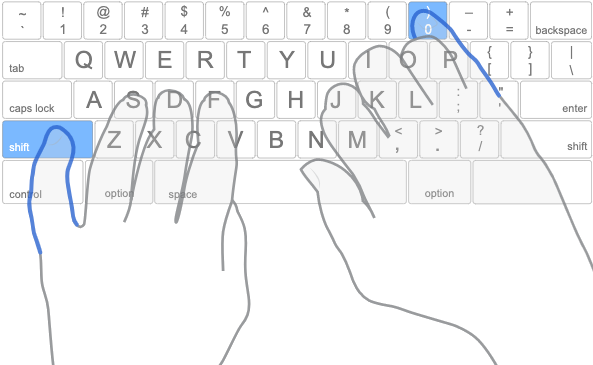 ~ ! @ # $ % ^ & * ( ) – +
` 1 2 3 4 5 6 7 8 9 0 - = backspace
tab Q W E R T Y U I O P { [ } ] | \
caps lock A S D F G H J K L : ; " ' enter
shift Z X C V B N M < , > . ? / shift
control option space option